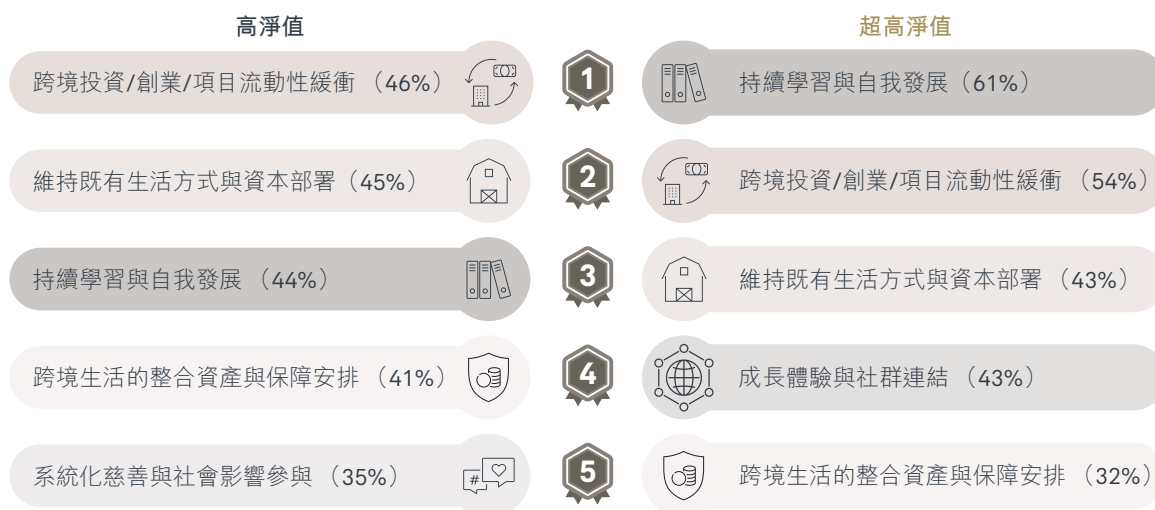 高淨值
超高淨值
跨境投資/創業/項目流動性緩衝 （46%）
1
持續學習與自我發展（61%）
維持既有生活方式與資本部署（45%）
2
跨境投資/創業/項目流動性緩衝 （54%）
持續學習與自我發展 （44%）
3
維持既有生活方式與資本部署 （43%）
跨境生活的整合資產與保障安排 （41%）
4
成長體驗與社群連結 （43%）
系統化慈善與社會影響參與 （35%）
#
5
跨境生活的整合資產與保障安排 （32%）